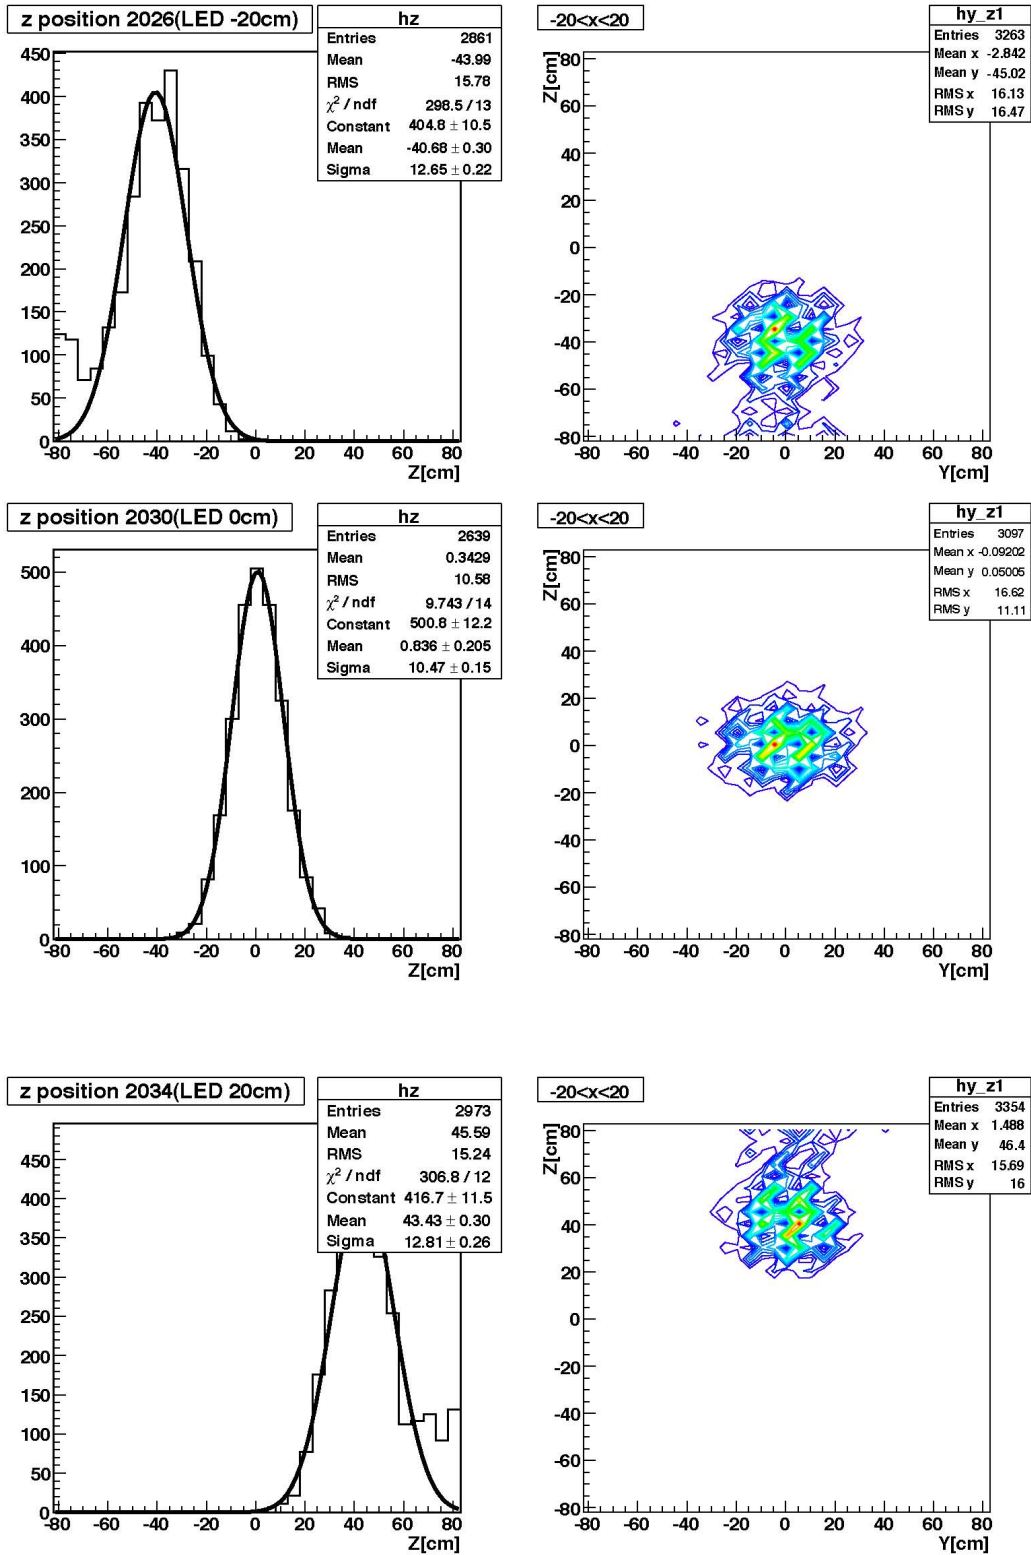 z position 2026(LED -20cm)
hz
Entries 2861
Mean -43.99
RMS 15.78
χ² / ndf 298.5 / 13
Constant 404.8 ± 10.5
Mean -40.68 ± 0.30
Sigma 12.65 ± 0.22
450
400
350
300
250
200
150
100
50
0
-80 -60 -40 -20 0 20 40 60 80
Z[cm]
-20<x<20
hy_z1
Entries 3263
Mean x -2.842
Mean y -45.02
RMS x 16.13
RMS y 16.47
Z[cm]
80
60
40
20
0
-20
-40
-60
-80
-80 -60 -40 -20 0 20 40 60 80
Y[cm]
z position 2030(LED 0cm)
hz
Entries 2639
Mean 0.3429
RMS 10.58
χ² / ndf 9.743 / 14
Constant 500.8 ± 12.2
Mean 0.836 ± 0.205
Sigma 10.47 ± 0.15
500
400
300
200
100
0
-80 -60 -40 -20 0 20 40 60 80
Z[cm]
-20<x<20
hy_z1
Entries 3097
Mean x -0.09202
Mean y 0.05005
RMS x 16.62
RMS y 11.11
Z[cm]
80
60
40
20
0
-20
-40
-60
-80
-80 -60 -40 -20 0 20 40 60 80
Y[cm]
z position 2034(LED 20cm)
hz
Entries 2973
Mean 45.59
RMS 15.24
χ² / ndf 306.8 / 12
Constant 416.7 ± 11.5
Mean 43.43 ± 0.30
Sigma 12.81 ± 0.26
450
400
350
300
250
200
150
100
50
0
-80 -60 -40 -20 0 20 40 60 80
Z[cm]
-20<x<20
hy_z1
Entries 3354
Mean x 1.488
Mean y 46.4
RMS x 15.69
RMS y 16
Z[cm]
80
60
40
20
0
-20
-40
-60
-80
-80 -60 -40 -20 0 20 40 60 80
Y[cm]